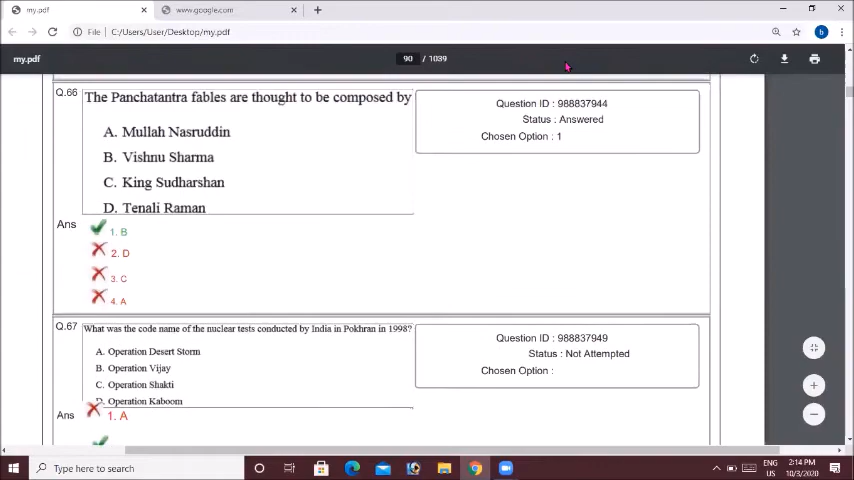 my.pdf
www.google.com
File
C:/Users/User/Desktop/my.pdf
b
my.pdf
90 / 1039
Q.66
The Panchatantra fables are thought to be composed by
A. Mullah Nasruddin
B. Vishnu Sharma
C. King Sudharshan
D. Tenali Raman
Question ID : 988837944
Status : Answered
Chosen Option : 1
Ans
1. B
2. D
3. C
4. A
Q.67
What was the code name of the nuclear tests conducted by India in Pokhran in 1998?
A. Operation Desert Storm
B. Operation Vijay
C. Operation Shakti
D. Operation Kaboom
Question ID : 988837949
Status : Not Attempted
Chosen Option :
Ans
1. A
Type here to search
ENG
US
2:14 PM
10/3/2020